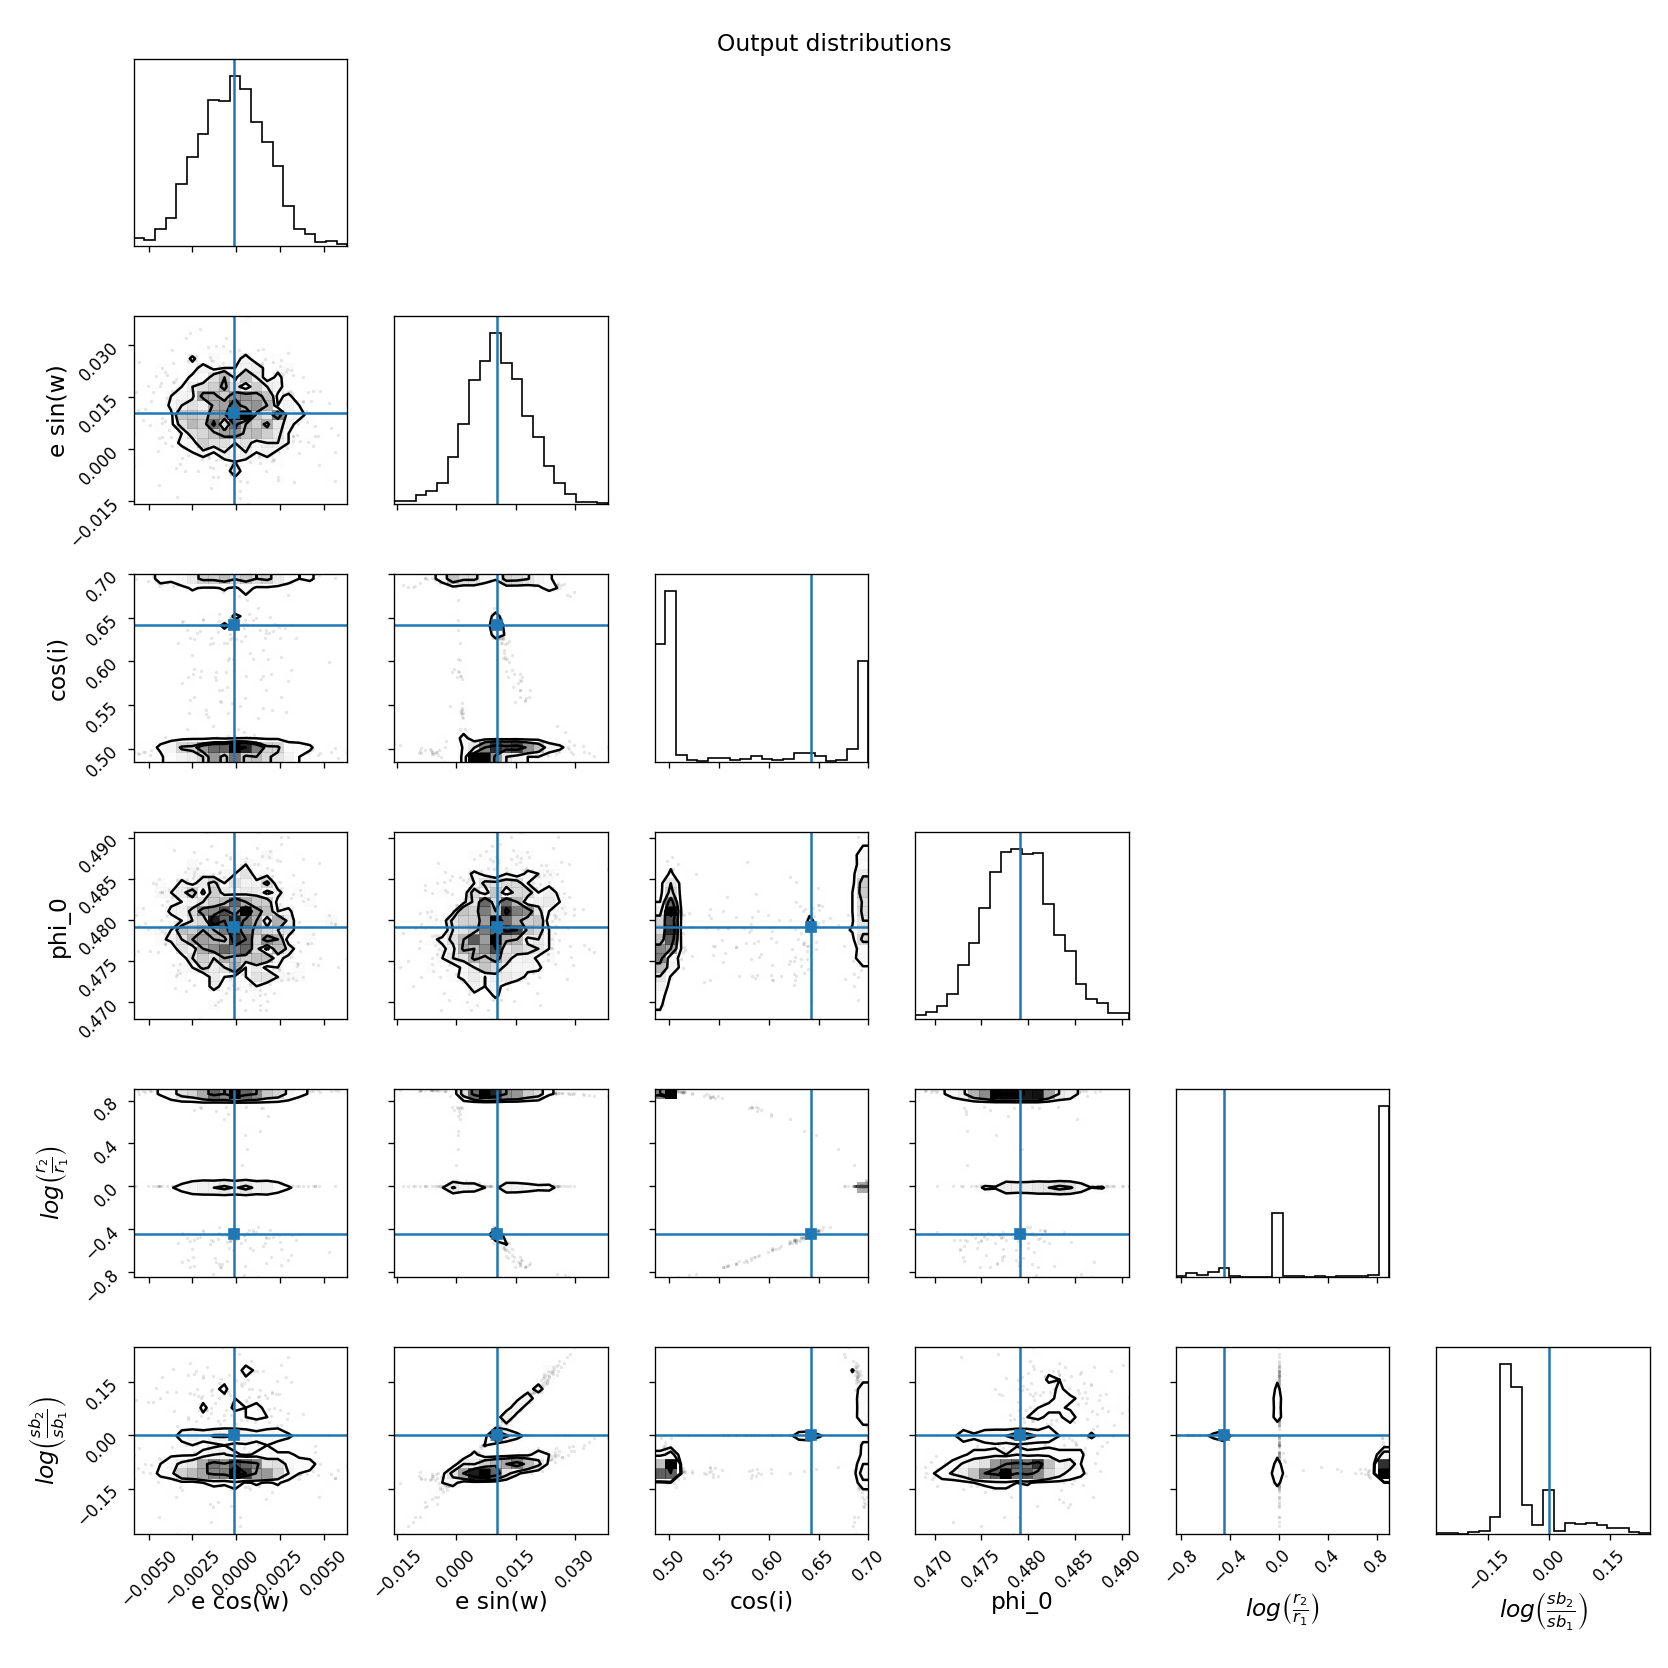 Output distributions
0.030
0.015
0.000
−0.015
e sin(w)
0.70
0.65
0.60
0.55
0.50
cos(i)
0.490
0.485
0.480
0.475
0.470
phi_0
0.8
0.4
0.0
−0.4
−0.8
log(r₂/r₁)
0.15
0.00
−0.15
log(sb₂/sb₁)
−0.0050 −0.0025 0.0000 0.0025 0.0050 −0.015 0.000 0.015 0.030 0.50 0.55 0.60 0.65 0.70 0.470 0.475 0.480 0.485 0.490 −0.8 −0.4 0.0 0.4 0.8 −0.15 0.00 0.15
e cos(w) e sin(w) cos(i) phi_0 log(r₂/r₁) log(sb₂/sb₁)